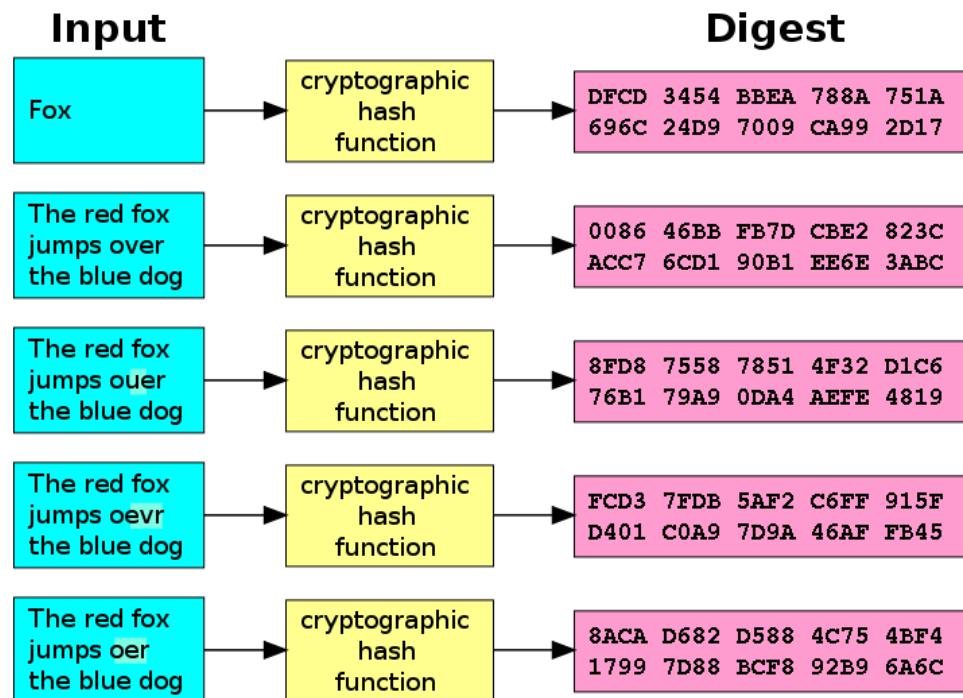 Input
Digest
Fox
cryptographic
hash
function
DFCD 3454 BBEA 788A 751A
696C 24D9 7009 CA99 2D17
The red fox
jumps over
the blue dog
cryptographic
hash
function
0086 46BB FB7D CBE2 823C
ACC7 6CD1 90B1 EE6E 3ABC
The red fox
jumps ouer
the blue dog
cryptographic
hash
function
8FD8 7558 7851 4F32 D1C6
76B1 79A9 0DA4 AEFE 4819
The red fox
jumps oevr
the blue dog
cryptographic
hash
function
FCD3 7FDB 5AF2 C6FF 915F
D401 C0A9 7D9A 46AF FB45
The red fox
jumps oer
the blue dog
cryptographic
hash
function
8ACA D682 D588 4C75 4BF4
1799 7D88 BCF8 92B9 6A6C